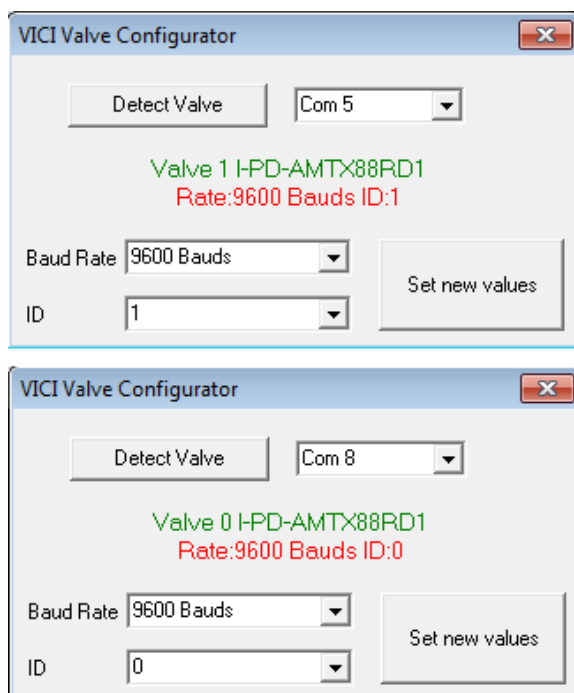 VICI Valve Configurator
Detect Valve Com 5
Valve 1 I-PD-AMTX88RD1
Rate:9600 Bauds ID:1
Baud Rate 9600 Bauds
Set new values
ID 1
VICI Valve Configurator
Detect Valve Com 8
Valve 0 I-PD-AMTX88RD1
Rate:9600 Bauds ID:0
Baud Rate 9600 Bauds
Set new values
ID 0